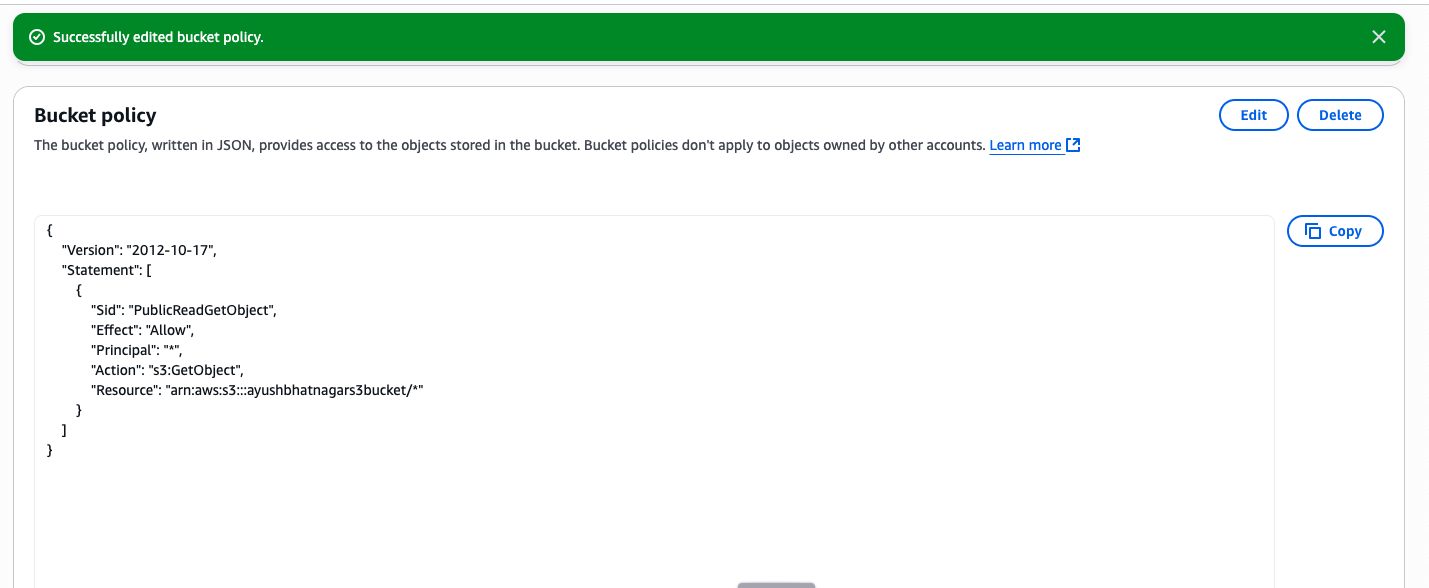 Successfully edited bucket policy.
Bucket policy
Edit
Delete
The bucket policy, written in JSON, provides access to the objects stored in the bucket. Bucket policies don't apply to objects owned by other accounts. Learn more
{
"Version": "2012-10-17",
"Statement": [
{
"Sid": "PublicReadGetObject",
"Effect": "Allow",
"Principal": "*",
"Action": "s3:GetObject",
"Resource": "arn:aws:s3:::ayushbhatnagars3bucket/*"
}
]
}
Copy